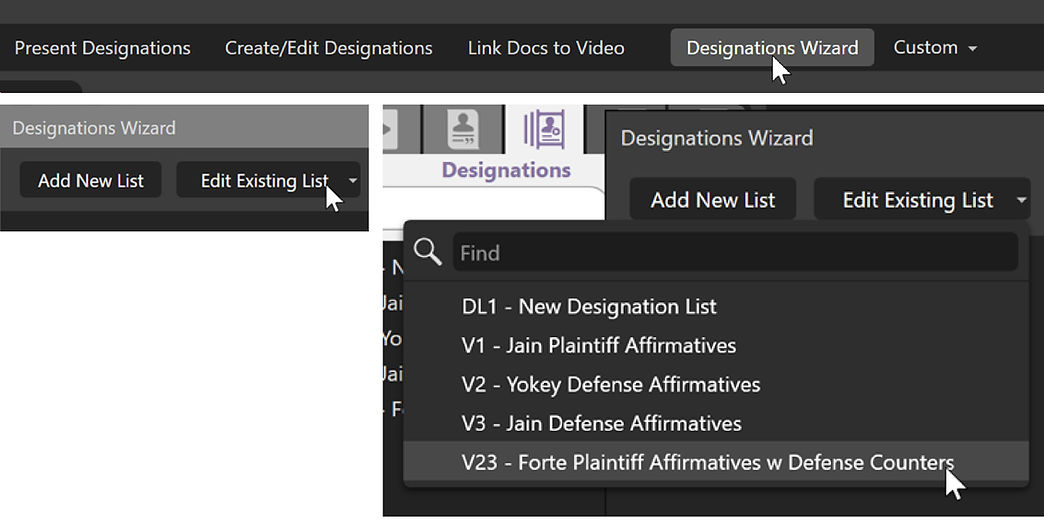 Present Designations Create/Edit Designations Link Docs to Video Designations Wizard Custom
Designations Wizard
Add New List Edit Existing List
Designations
Designations Wizard
Add New List Edit Existing List
Find
DL1 - New Designation List
V1 - Jain Plaintiff Affirmatives
V2 - Yokey Defense Affirmatives
V3 - Jain Defense Affirmatives
V23 - Forte Plaintiff Affirmatives w Defense Counters